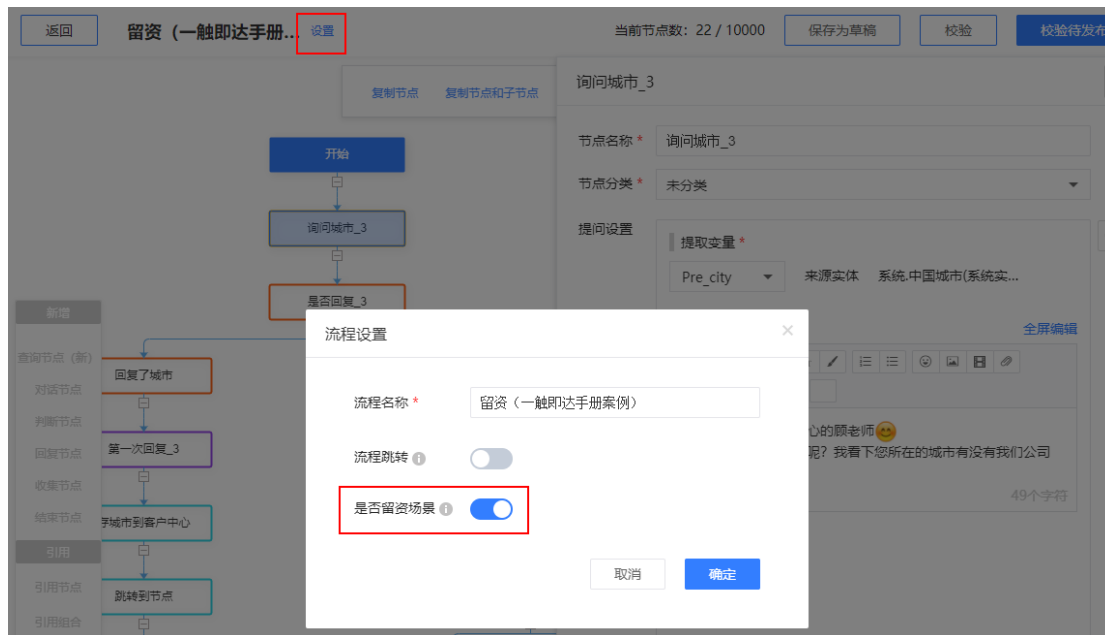 返回
留资（一触即达手册...
设置
当前节点数：22 / 10000
保存为草稿
校验
校验待发布
复制节点
复制节点和子节点
询问城市_3
节点名称 *
询问城市_3
节点分类 *
未分类
提问设置
提取变量 *
Pre_city
来源实体
系统.中国城市(系统实...
全屏编辑
心的顾老师
呢？我看下您所在的城市有没有我们公司
49个字符
开始
询问城市_3
是否回复_3
回复了城市
第一次回复_3
存城市到客户中心
跳转到节点
新增
查询节点（新）
对话节点
判断节点
回复节点
收集节点
结束节点
引用
引用节点
引用组合
流程设置
流程名称 *
留资（一触即达手册案例）
流程跳转
是否留资场景
取消
确定